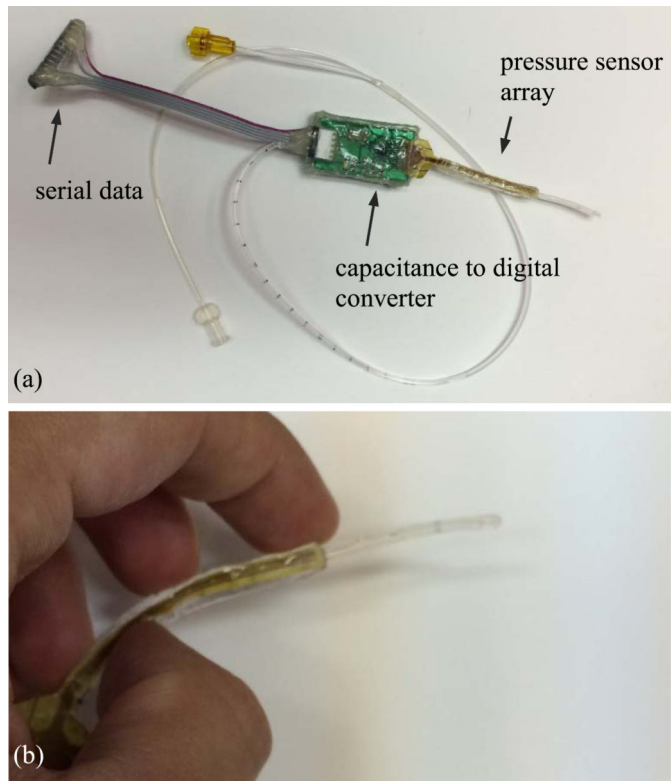 pressure sensor
array
serial data
capacitance to digital
converter
(a)
(b)